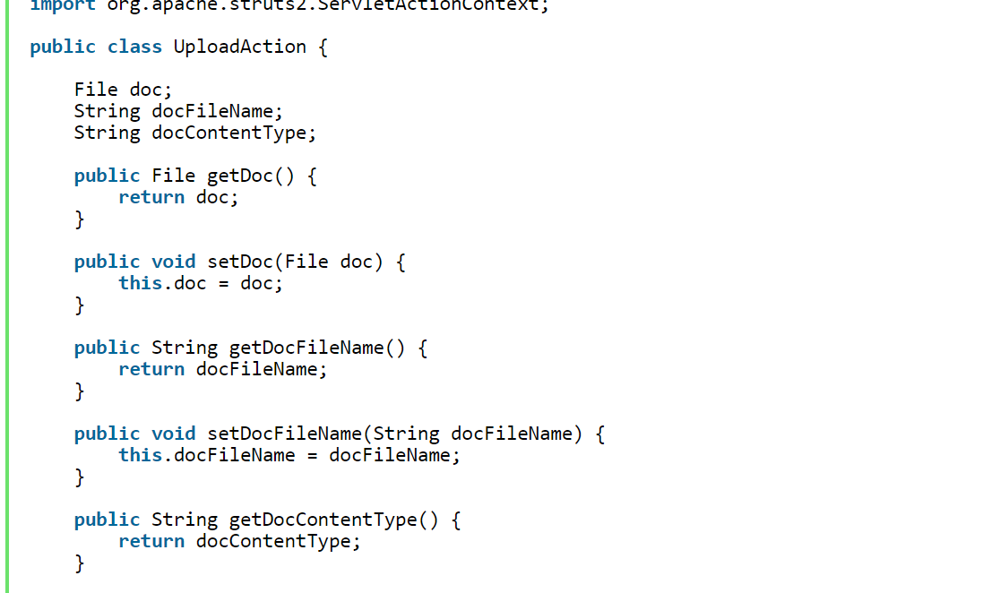 import org.apache.struts2.ServletActionContext;
public class UploadAction {
File doc;
String docFileName;
String docContentType;
public File getDoc() {
return doc;
}
public void setDoc(File doc) {
this.doc = doc;
}
public String getDocFileName() {
return docFileName;
}
public void setDocFileName(String docFileName) {
this.docFileName = docFileName;
}
public String getDocContentType() {
return docContentType;
}